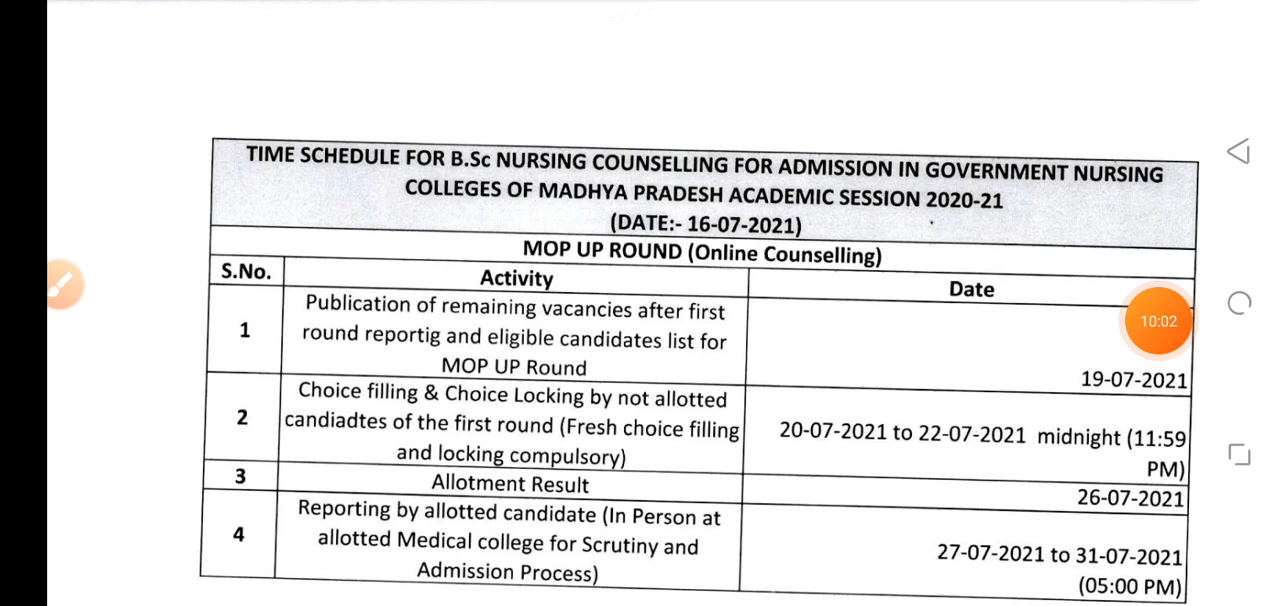 TIME SCHEDULE FOR B.Sc NURSING COUNSELLING FOR ADMISSION IN GOVERNMENT NURSING
COLLEGES OF MADHYA PRADESH ACADEMIC SESSION 2020-21
(DATE:- 16-07-2021)
MOP UP ROUND (Online Counselling)
S.No.
Activity
Date
1
Publication of remaining vacancies after first
round reportig and eligible candidates list for
MOP UP Round
19-07-2021
2
Choice filling & Choice Locking by not allotted
candiadtes of the first round (Fresh choice filling
and locking compulsory)
20-07-2021 to 22-07-2021 midnight (11:59
PM)
3
Allotment Result
26-07-2021
4
Reporting by allotted candidate (In Person at
allotted Medical college for Scrutiny and
Admission Process)
27-07-2021 to 31-07-2021
(05:00 PM)
10:02